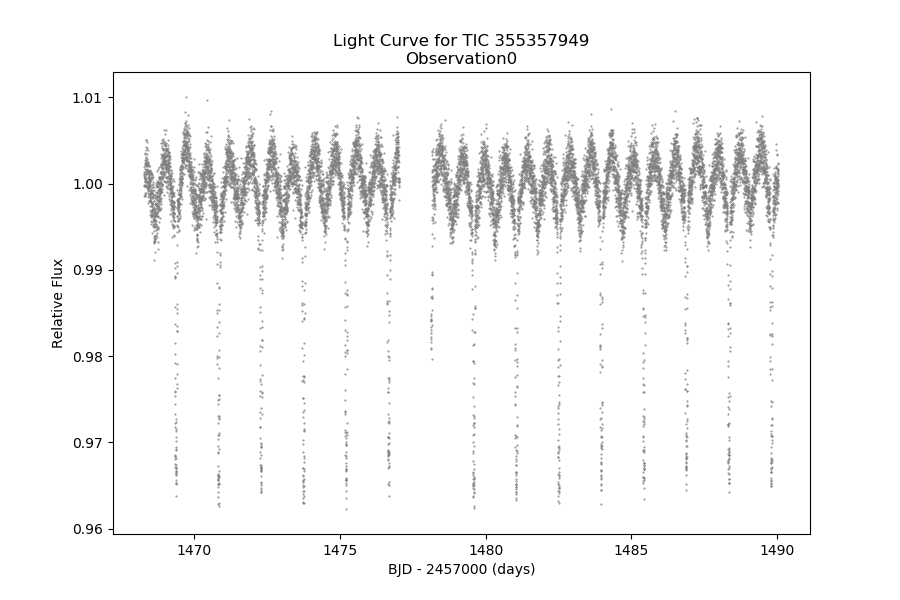 Light Curve for TIC 355357949
Observation0
1.01
1.00
0.99
0.98
0.97
0.96
Relative Flux
1470
1475
1480
1485
1490
BJD - 2457000 (days)